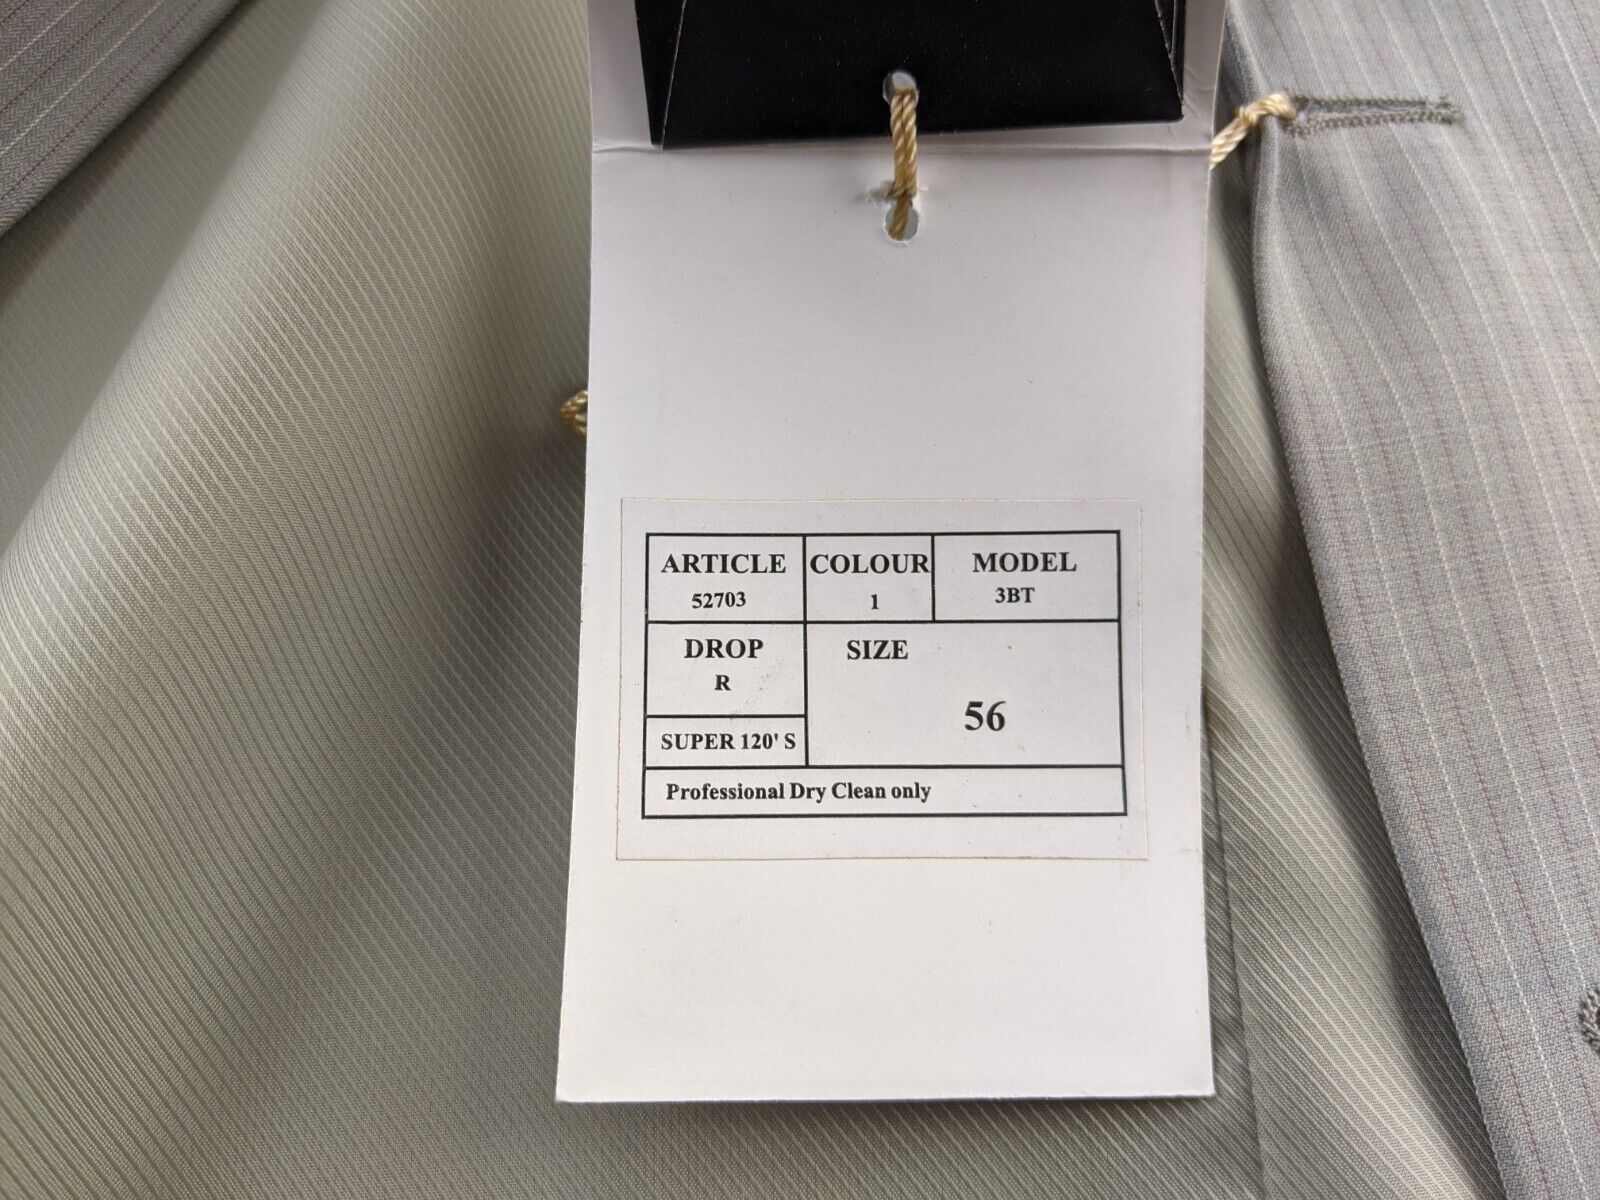 ARTICLE COLOUR MODEL
52703 1 3BT
DROP SIZE
R
56
SUPER 120' S
Professional Dry Clean only